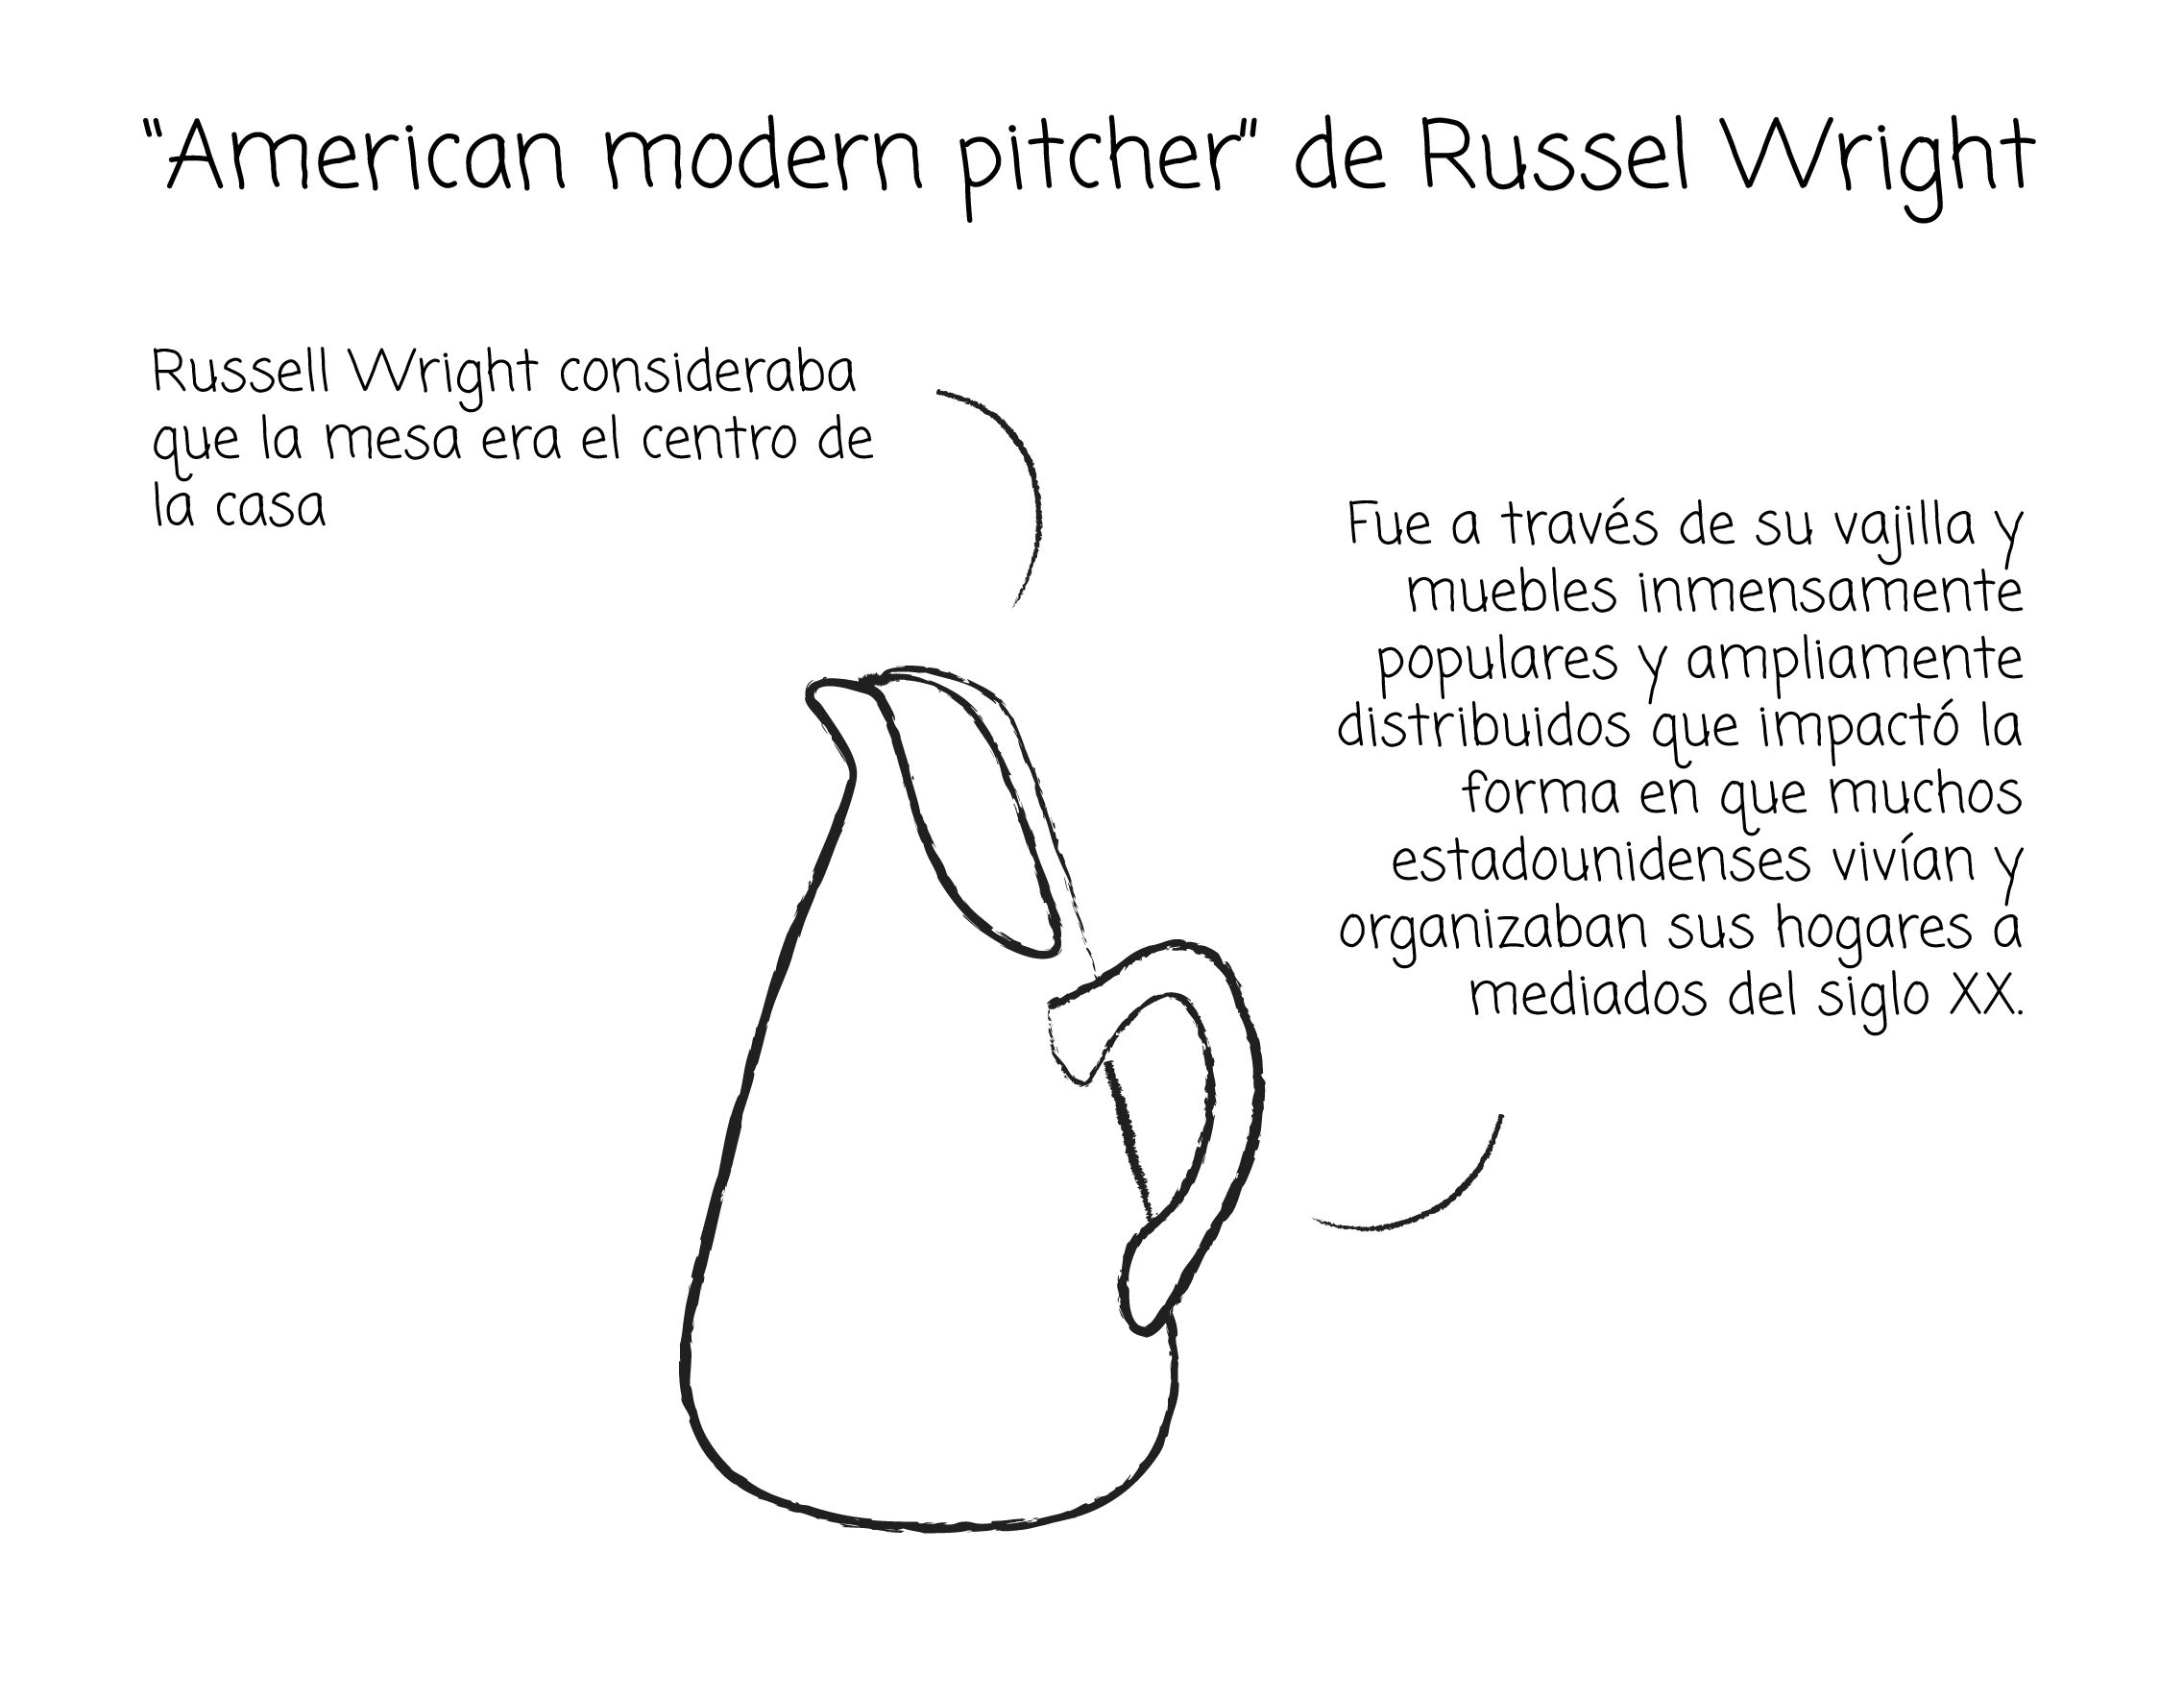 “American modern pitcher” de Russel Wright
Russell Wright consideraba
que la mesa era el centro de
la casa
Fue a través de su vajilla y
muebles inmensamente
populares y ampliamente
distribuidos que impactó la
forma en que muchos
estadounidenses vivían y
organizaban sus hogares a
mediados del siglo XX.